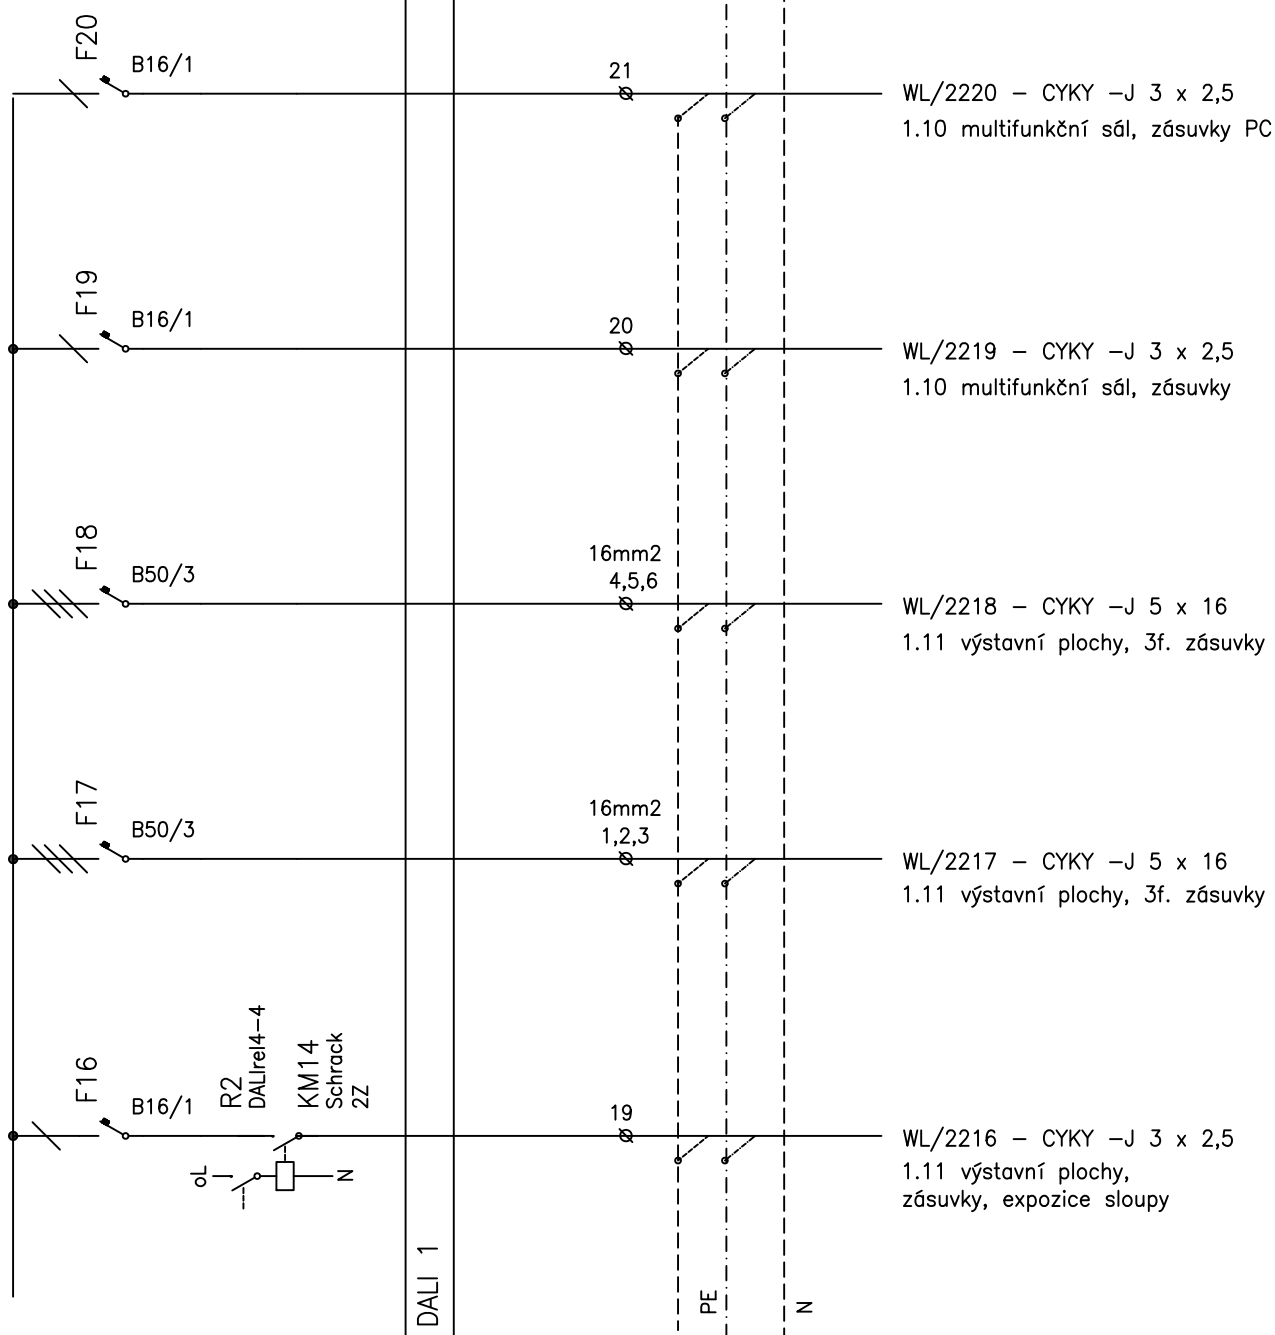 F20
B16/1
21
WL/2220 - CYKY -J 3 x 2,5
1.10 multifunkční sál, zásuvky PC
F19
B16/1
20
WL/2219 - CYKY -J 3 x 2,5
1.10 multifunkční sál, zásuvky
F18
B50/3
16mm2
4,5,6
WL/2218 - CYKY -J 5 x 16
1.11 výstavní plochy, 3f. zásuvky
F17
B50/3
16mm2
1,2,3
WL/2217 - CYKY -J 5 x 16
1.11 výstavní plochy, 3f. zásuvky
F16
B16/1
R2
DALIrel4-4
KM14
Schrack
2Z
oL
N
19
WL/2216 - CYKY -J 3 x 2,5
1.11 výstavní plochy,
zásuvky, expozice sloupy
DALI 1
PE
N